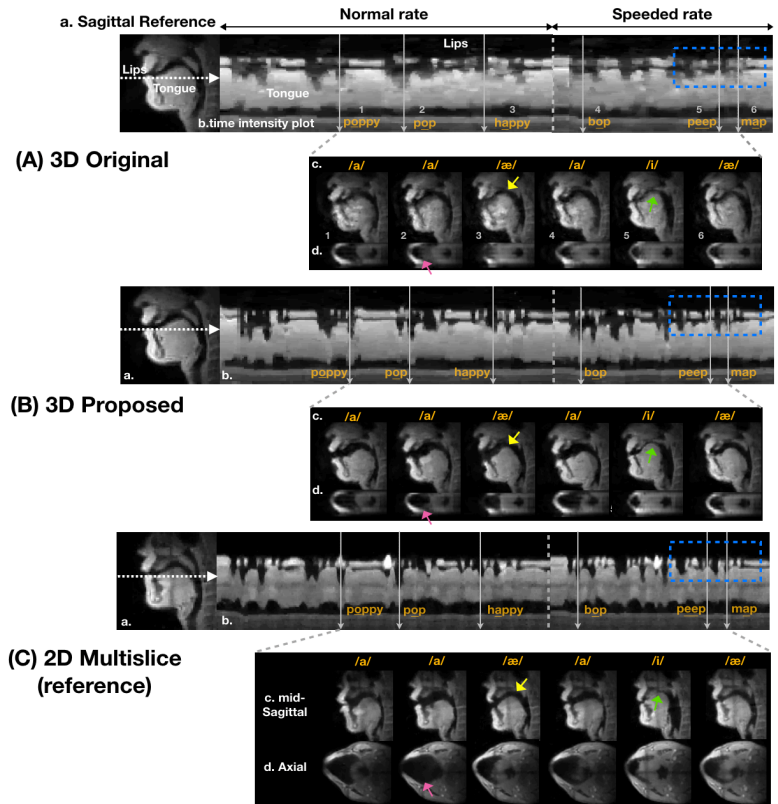 Normal rate Speeded rate
a. Sagittal Reference
Lips
Lips
Tongue
Tongue
1 2 3 4 5 6
b.time intensity plot poppy pop happy bop peep map
(A) 3D Original
c. /a/ /a/ /æ/ /a/ /i/ /æ/
1 2 3 4 5 6
d.
a. b. poppy pop happy bop peep map
(B) 3D Proposed
c. /a/ /a/ /æ/ /a/ /i/ /æ/
d.
a. b. poppy pop happy bop peep map
(C) 2D Multislice
(reference)
/a/ /a/ /æ/ /a/ /i/ /æ/
c. mid-
Sagittal
d. Axial